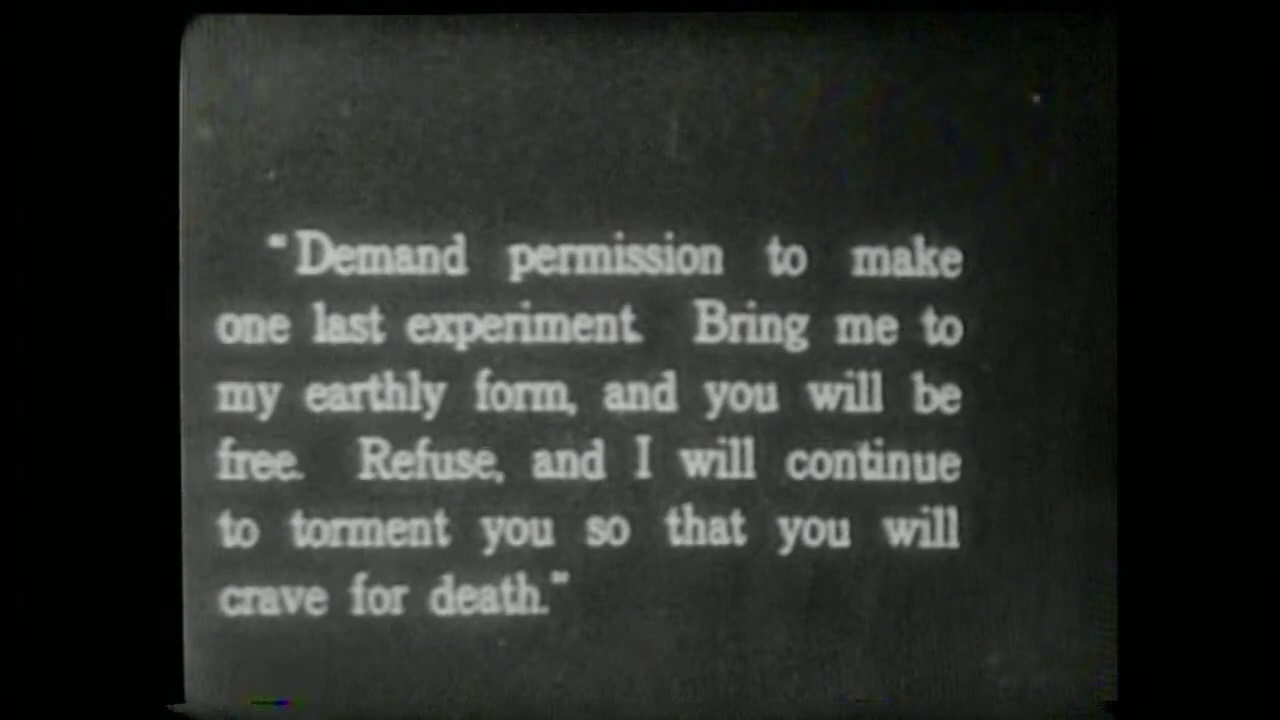 "Demand permission to make
one last experiment. Bring me to
my earthly form, and you will be
free. Refuse, and I will continue
to torment you so that you will
crave for death."